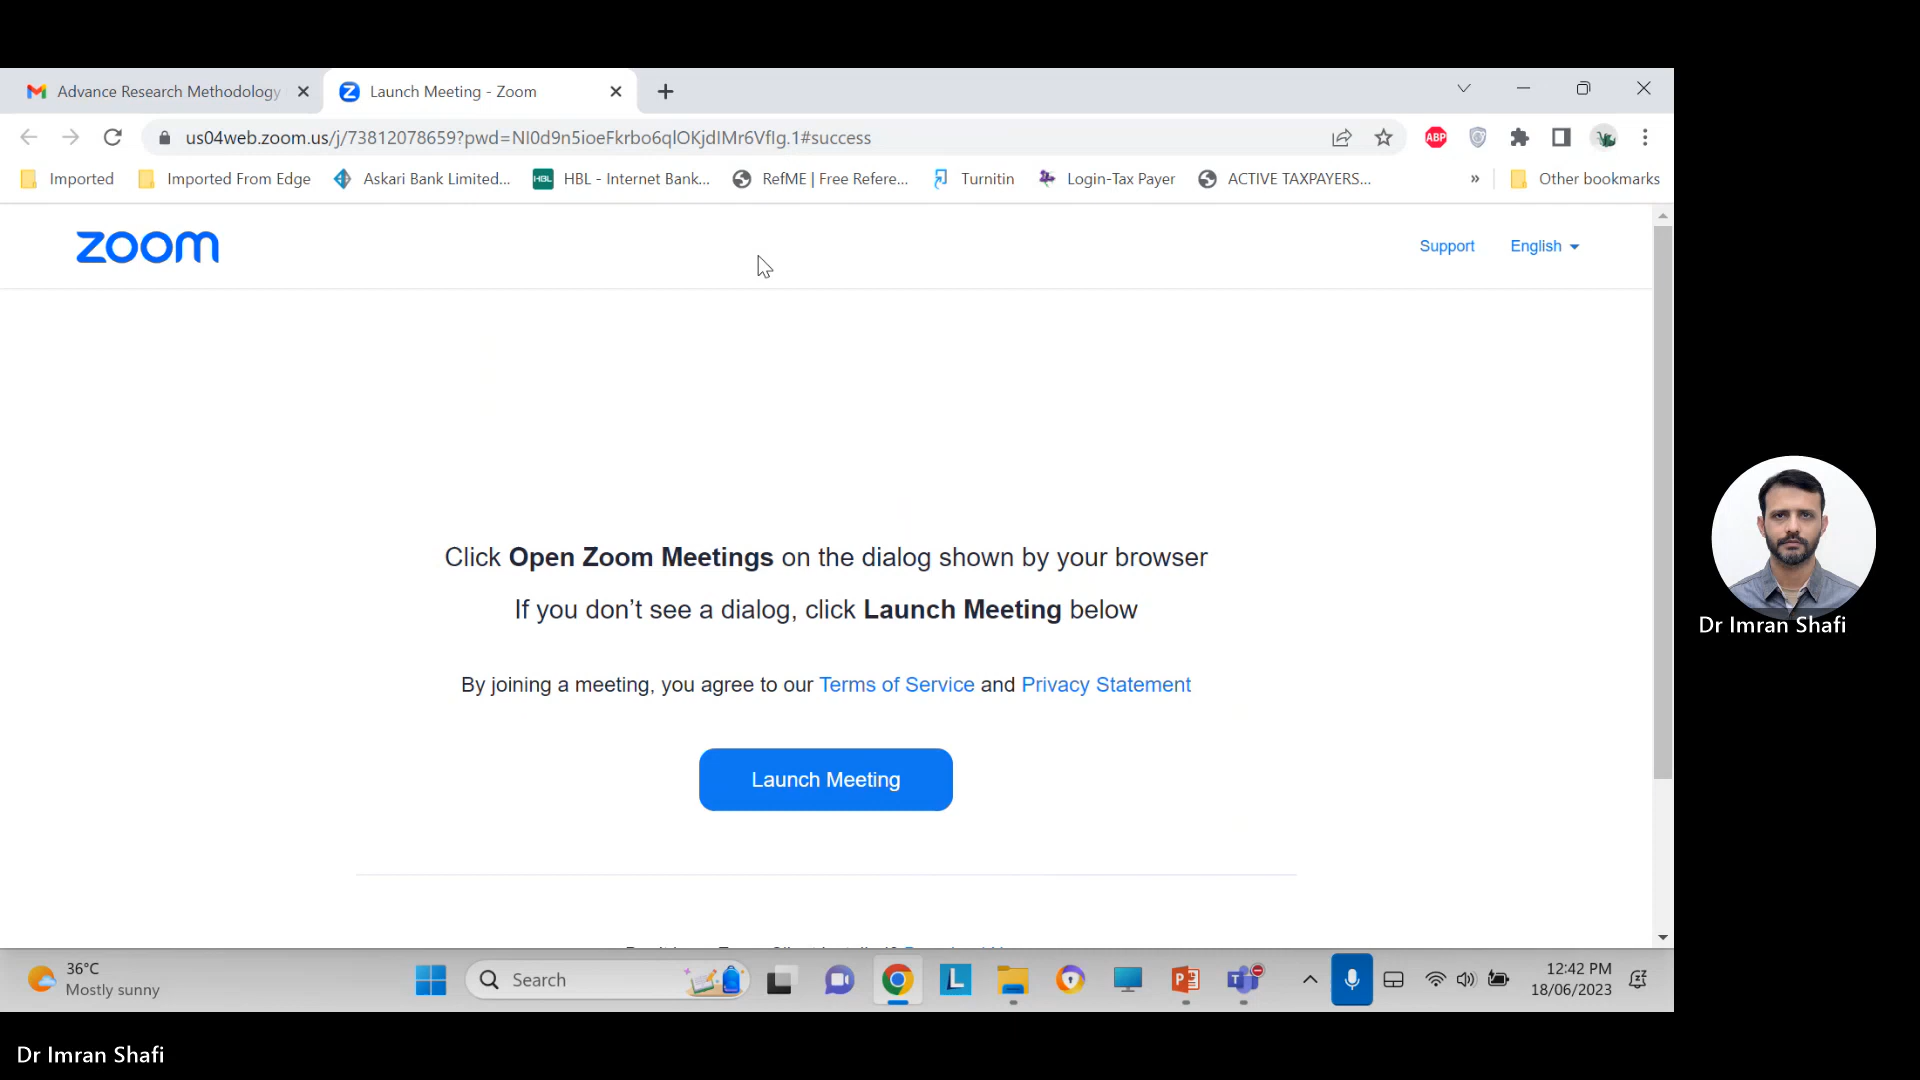 Advance Research Methodology
Launch Meeting - Zoom
us04web.zoom.us/j/73812078659?pwd=NI0d9n5ioeFkrbo6qlOKjdIMr6VfIg.1#success
ABP
Imported
Imported From Edge
Askari Bank Limited...
HBL
HBL - Internet Bank...
RefME | Free Refere...
Turnitin
Login-Tax Payer
ACTIVE TAXPAYERS...
»
Other bookmarks
zoom
Support
English
Click Open Zoom Meetings on the dialog shown by your browser
If you don’t see a dialog, click Launch Meeting below
By joining a meeting, you agree to our Terms of Service and Privacy Statement
Launch Meeting
Dr Imran Shafi
36°C
Mostly sunny
Search
12:42 PM
18/06/2023
Dr Imran Shafi